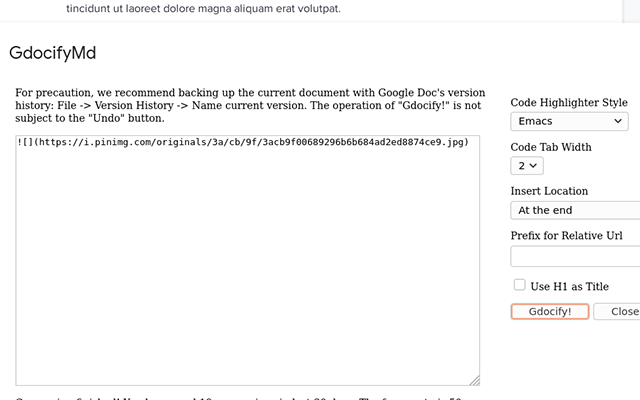 tincidunt ut laoreet dolore magna aliquam erat volutpat.
GdocifyMd
For precaution, we recommend backing up the current document with Google Doc's version
history: File -> Version History -> Name current version. The operation of "Gdocify!" is not
subject to the "Undo" button.
![](https://i.pinimg.com/originals/3a/cb/9f/3acb9f00689296b6b684ad2ed8874ce9.jpg)
Code Highlighter Style
Emacs
Code Tab Width
2
Insert Location
At the end
Prefix for Relative Url
Use H1 as Title
Gdocify!
Close